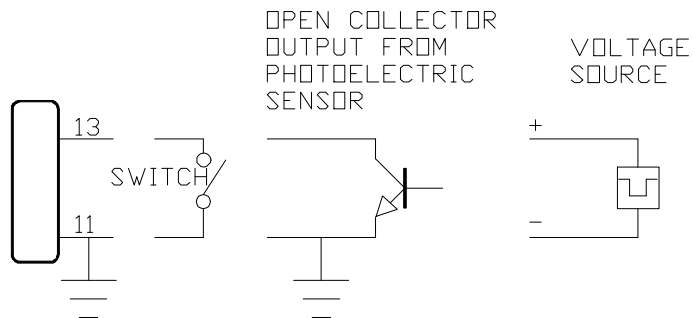 OPEN COLLECTOR
OUTPUT FROM
PHOTOELECTRIC
SENSOR
VOLTAGE
SOURCE
13
+
SWITCH
11
-